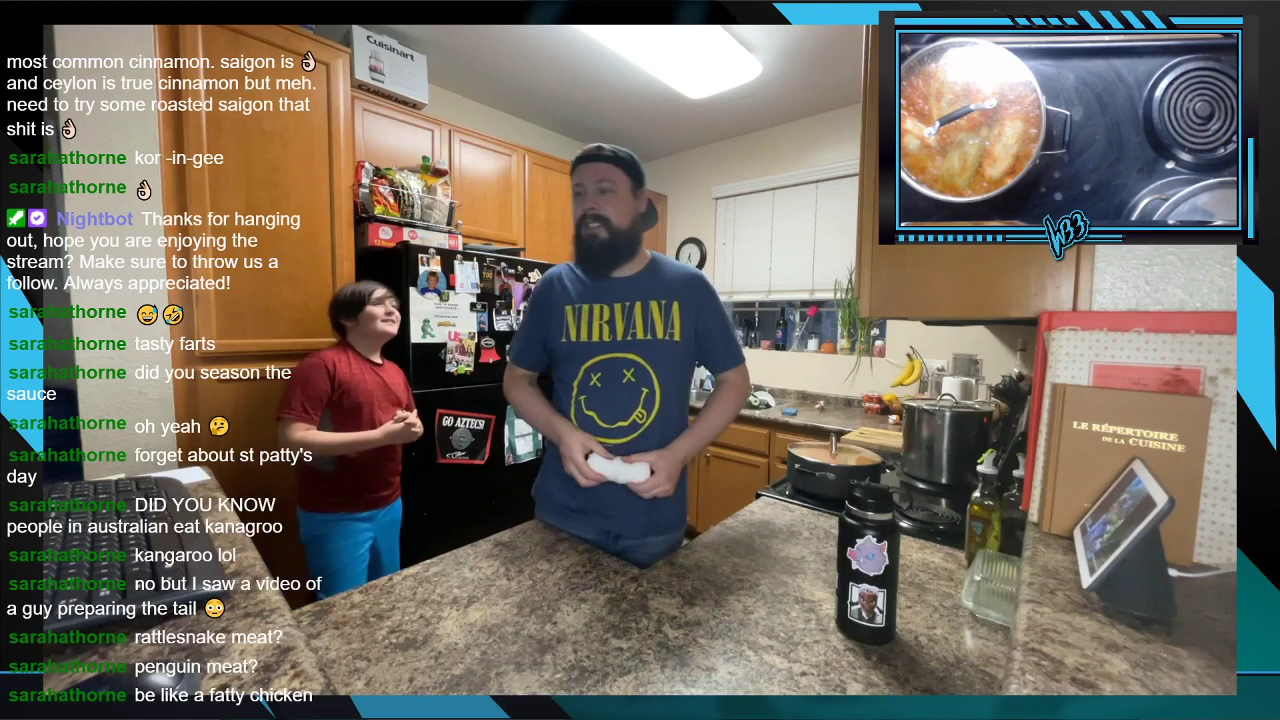 most common cinnamon. saigon is 👌🏻
and ceylon is true cinnamon but meh.
need to try some roasted saigon that
shit is 👌🏻
sarahathorne kor -in-gee
sarahathorne 👌🏻
Nightbot Thanks for hanging
out, hope you are enjoying the
stream? Make sure to throw us a
follow. Always appreciated!
sarahathorne 😅 🤣
sarahathorne tasty farts
sarahathorne did you season the
sauce
sarahathorne oh yeah 🤔
sarahathorne forget about st patty's
day
sarahathorne DID YOU KNOW
people in australian eat kanagroo
sarahathorne kangaroo lol
sarahathorne no but I saw a video of
a guy preparing the tail 😳
sarahathorne rattlesnake meat?
sarahathorne penguin meat?
sarahathorne be like a fatty chicken
Cuisinart
NIRVANA
GO AZTECS!
LE RÉPERTOIRE
DE LA CUISINE